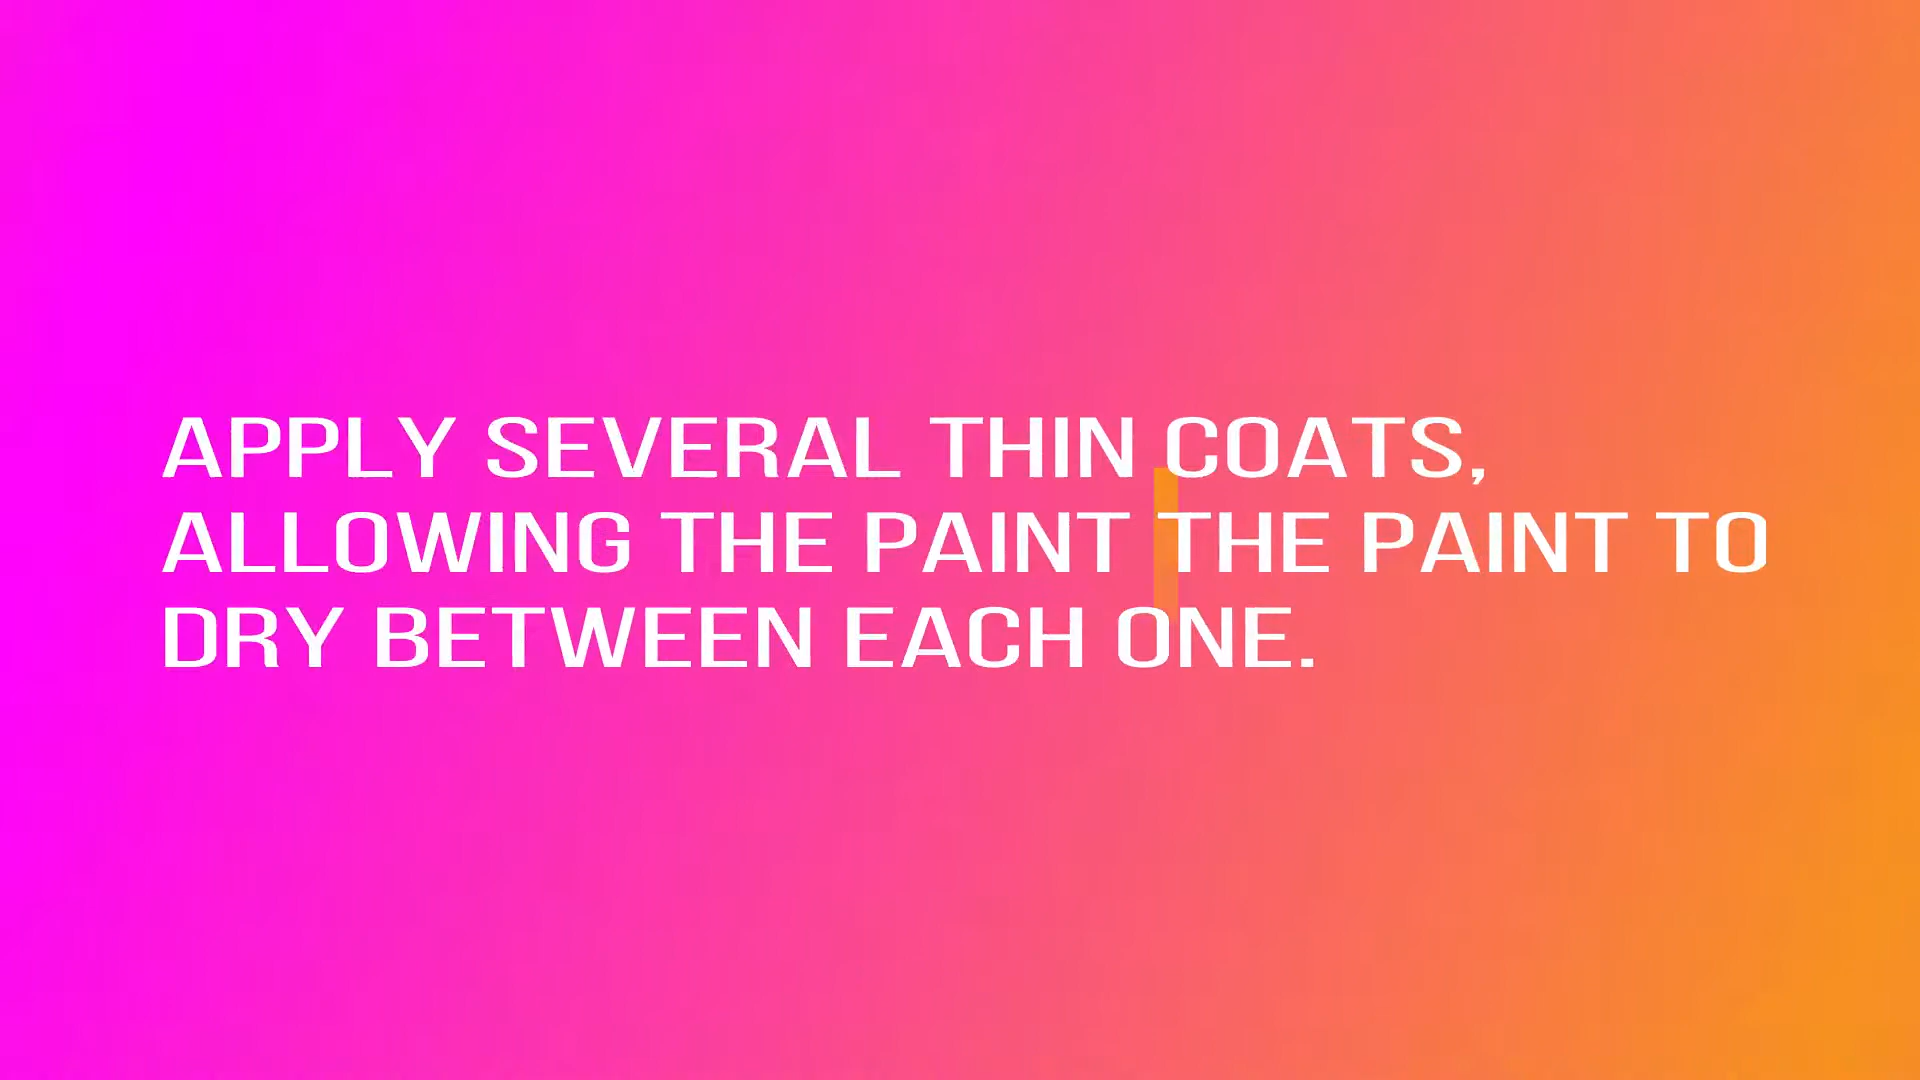 APPLY SEVERAL THIN COATS,
ALLOWING THE PAINT THE PAINT TO
DRY BETWEEN EACH ONE.